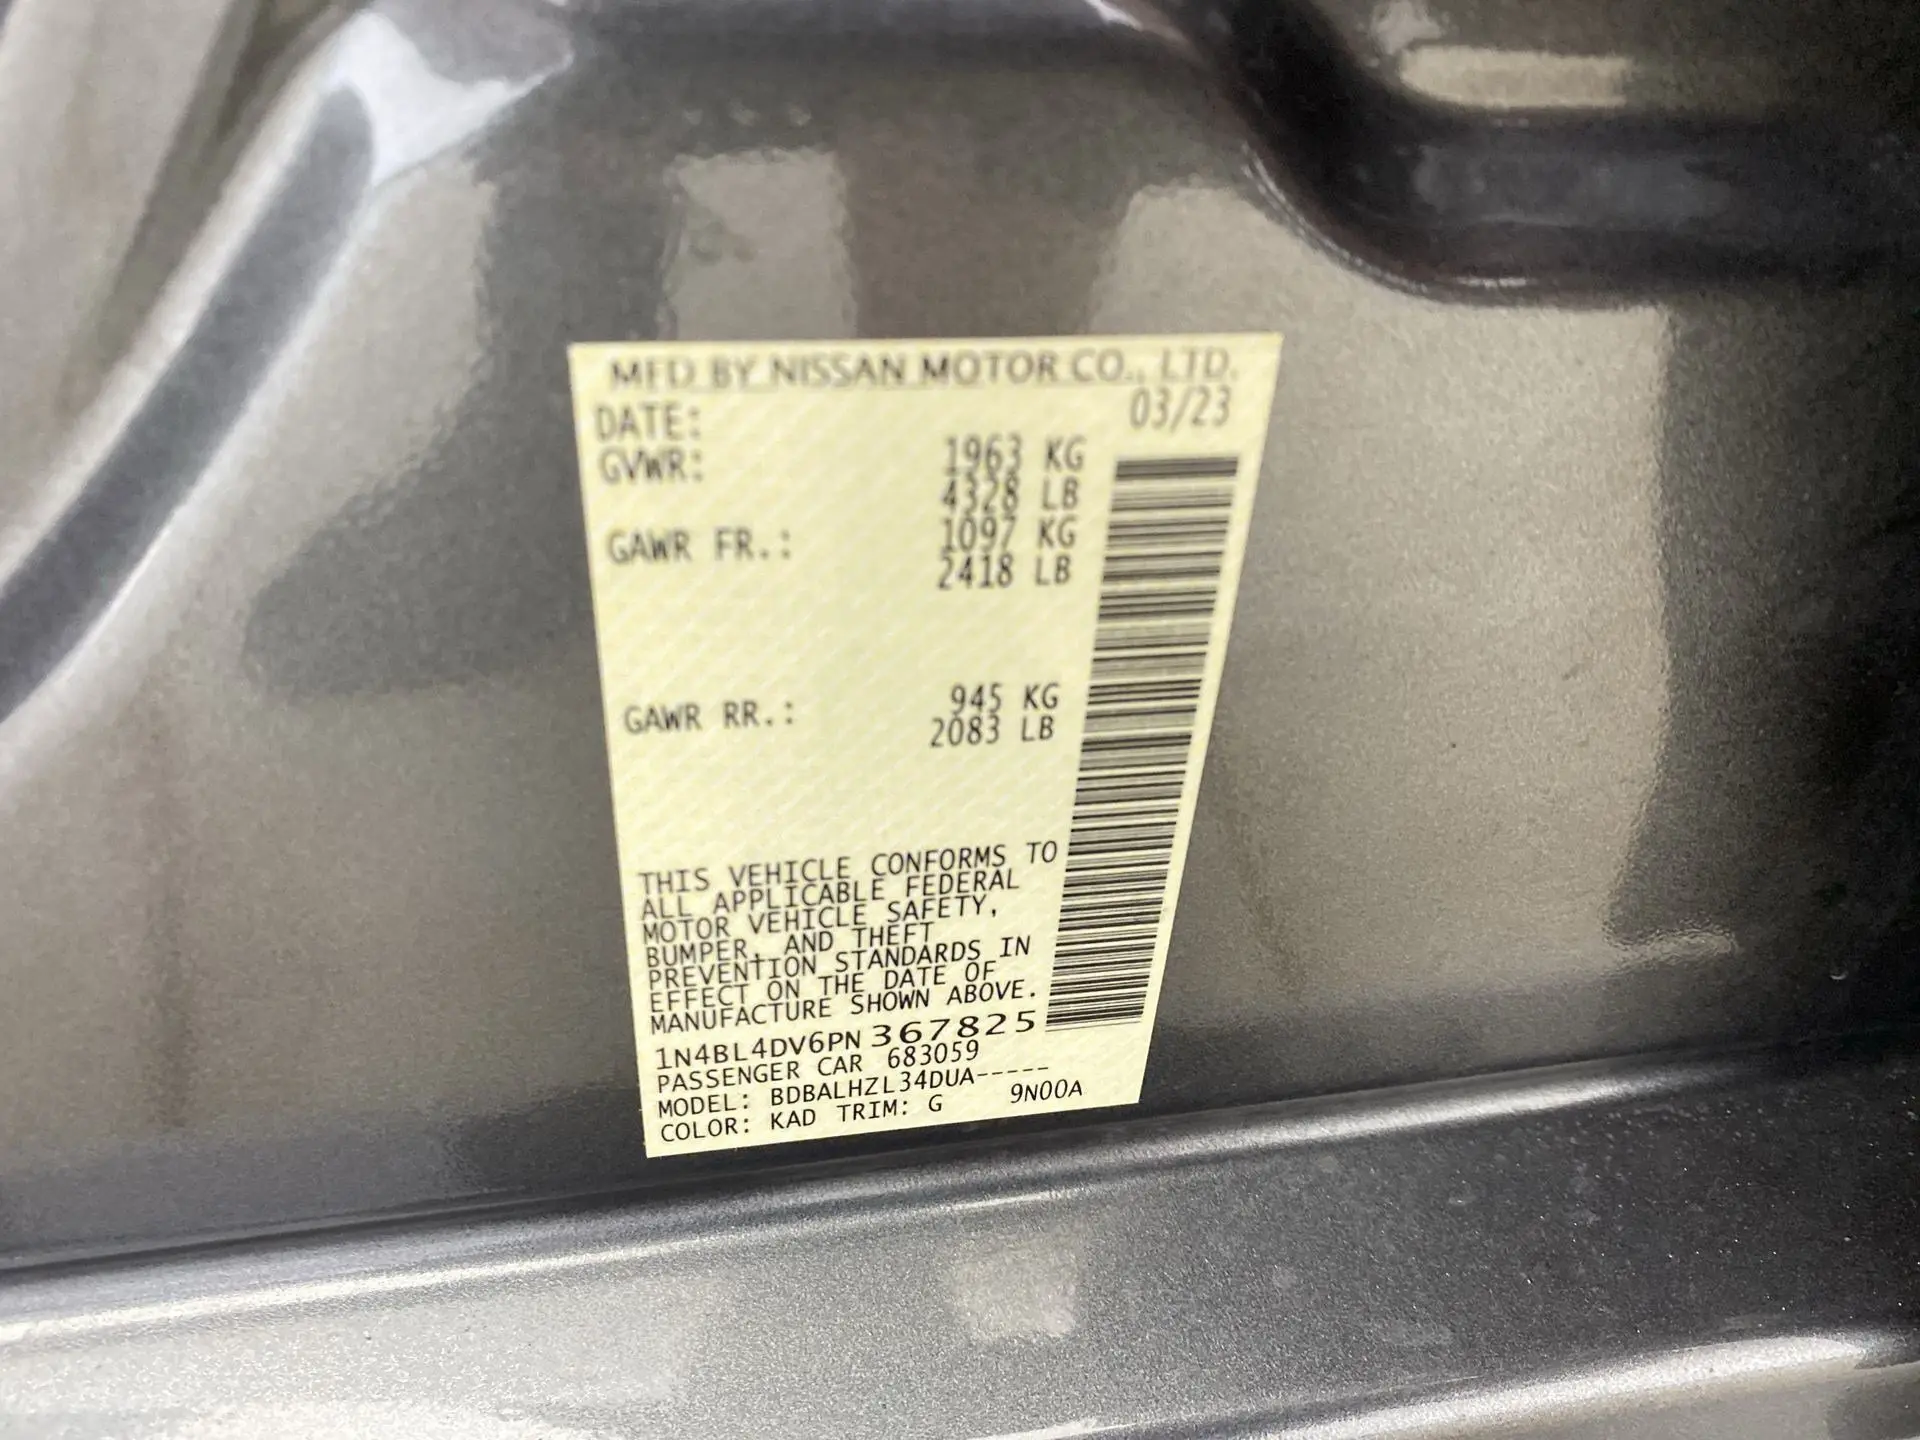 MFD BY NISSAN MOTOR CO., LTD.
DATE: 03/23
GVWR: 1963 KG
4328 LB
GAWR FR.: 1097 KG
2418 LB
GAWR RR.: 945 KG
2083 LB
THIS VEHICLE CONFORMS TO
ALL APPLICABLE FEDERAL
MOTOR VEHICLE SAFETY,
BUMPER, AND THEFT
PREVENTION STANDARDS IN
EFFECT ON THE DATE OF
MANUFACTURE SHOWN ABOVE.
1N4BL4DV6PN 367825
PASSENGER CAR 683059
MODEL: BDBALHZL34DUA-----
COLOR: KAD TRIM: G 9N00A